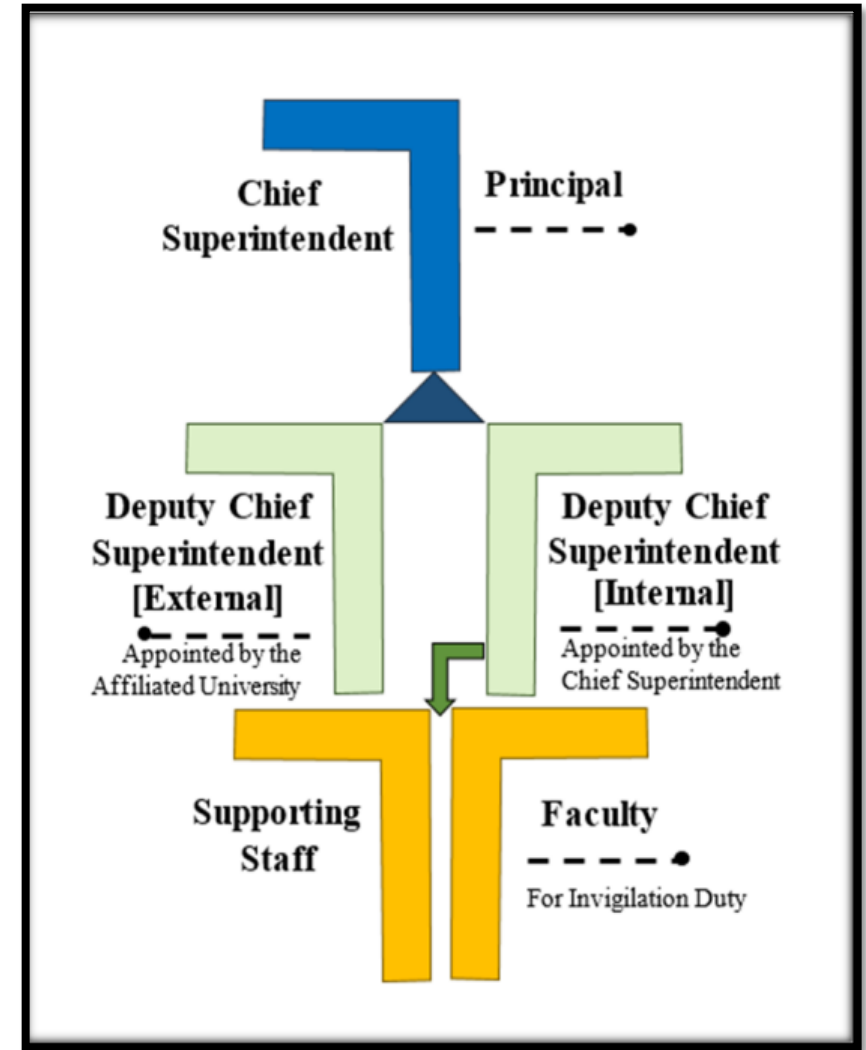 Chief
Superintendent
Principal
Deputy Chief
Superintendent
[External]
Appointed by the
Affiliated University
Deputy Chief
Superintendent
[Internal]
Appointed by the
Chief Superintendent
Supporting
Staff
Faculty
For Invigilation Duty